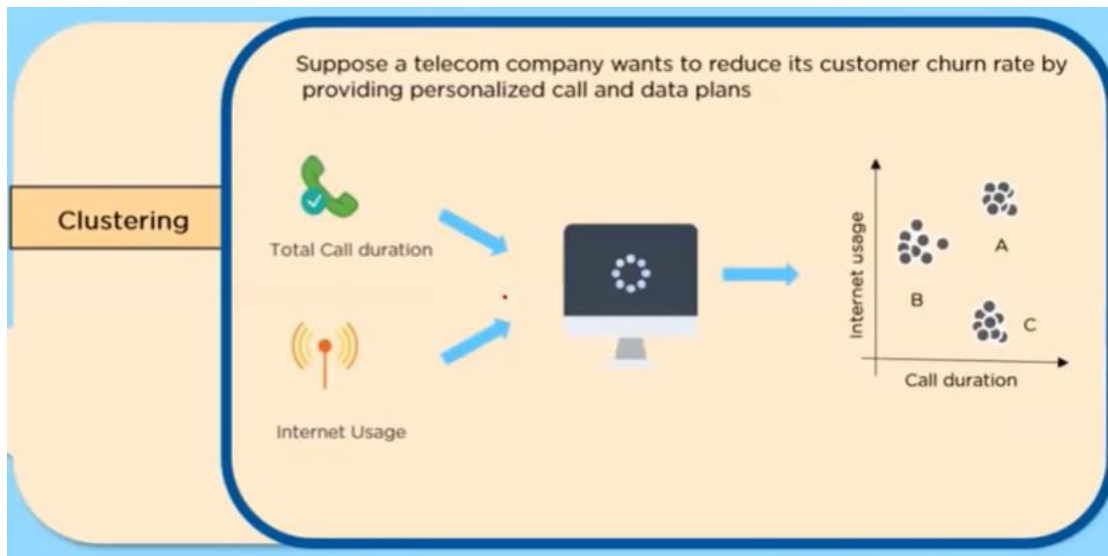 Suppose a telecom company wants to reduce its customer churn rate by
providing personalized call and data plans
Clustering
Total Call duration
Internet Usage
Internet usage
A
B
C
Call duration